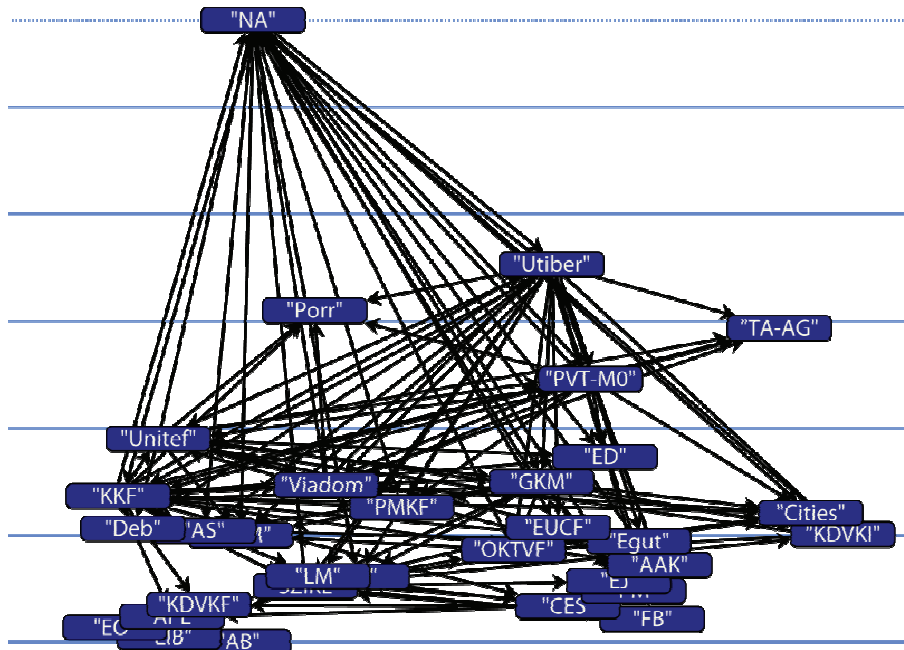 "NA"
"Utiber"
"Porr"
"TA-AG"
"PVT-M0"
"Unitef"
"ED"
"Viadom"
"GKM"
"KKF"
"PMKF"
"Cities"
"Deb"
"AS"
"EUCF"
"KDVKI"
"Egut"
"OKTVF"
"AAK"
"LM"
"EJ"
"KDVKF"
"CES"
"FB"